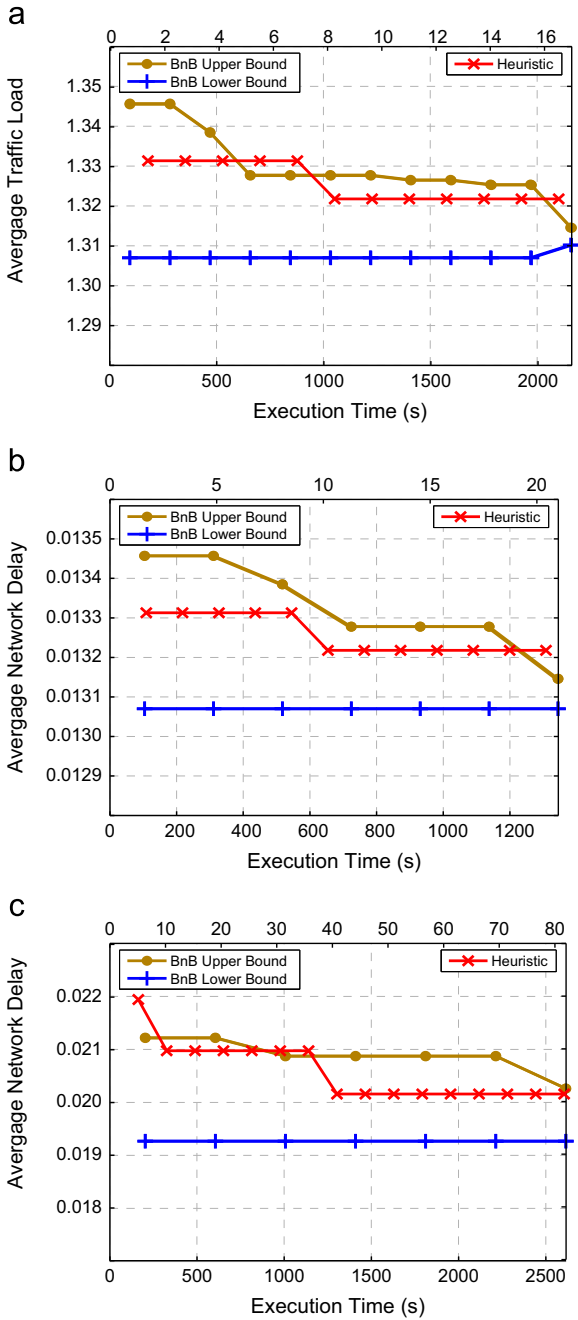 a
0 2 4 6 8 10 12 14 16
BnB Upper Bound
BnB Lower Bound
Heuristic
1.35
1.34
1.33
1.32
1.31
1.30
1.29
Avergage Traffic Load
500 1000 1500 2000
Execution Time (s)
b
0 5 10 15 20
BnB Upper Bound
BnB Lower Bound
Heuristic
0.0135
0.0134
0.0133
0.0132
0.0131
0.0130
0.0129
Avergage Network Delay
0 200 400 600 800 1000 1200
Execution Time (s)
c
0 10 20 30 40 50 60 70 80
BnB Upper Bound
BnB Lower Bound
Heuristic
0.022
0.021
0.020
0.019
0.018
Avergage Network Delay
0 500 1000 1500 2000 2500
Execution Time (s)